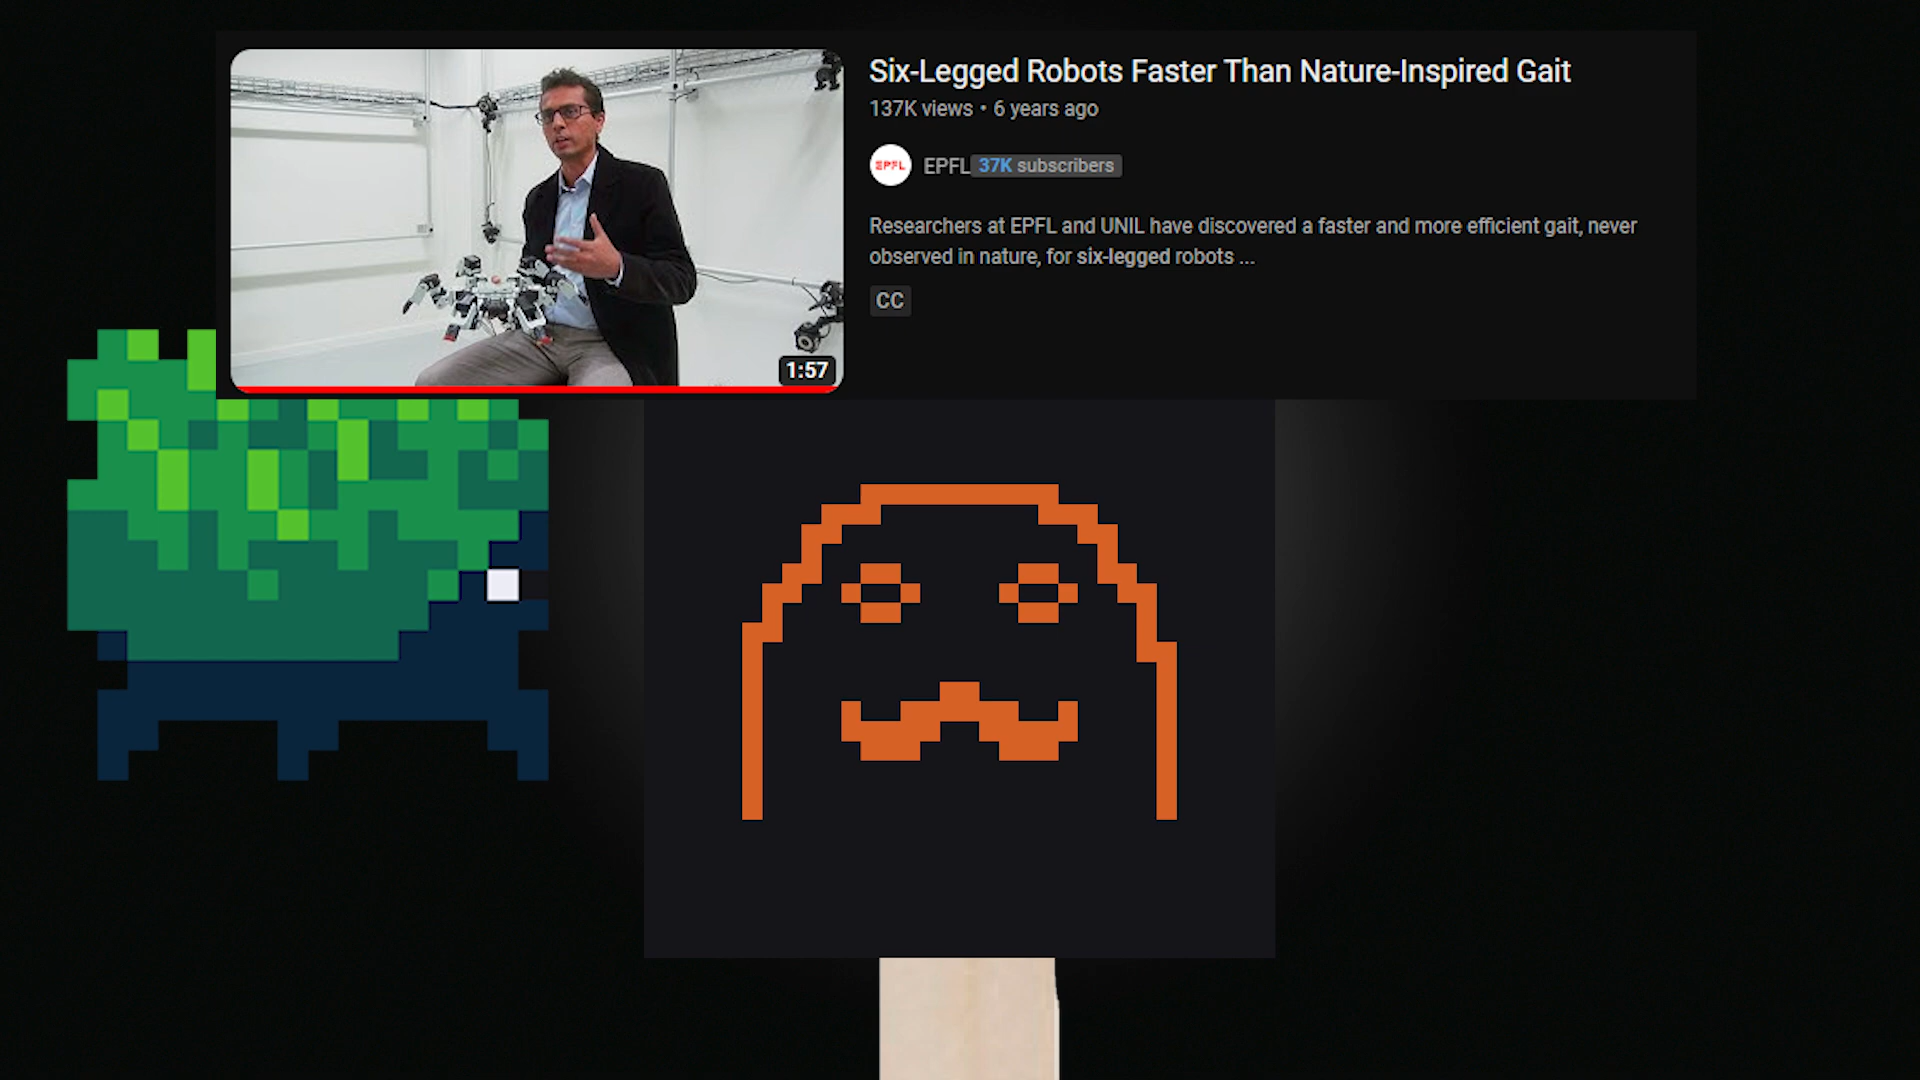 Six-Legged Robots Faster Than Nature-Inspired Gait
137K views • 6 years ago
EPFL
EPFL 37K subscribers
Researchers at EPFL and UNIL have discovered a faster and more efficient gait, never
observed in nature, for six-legged robots ...
CC
1:57